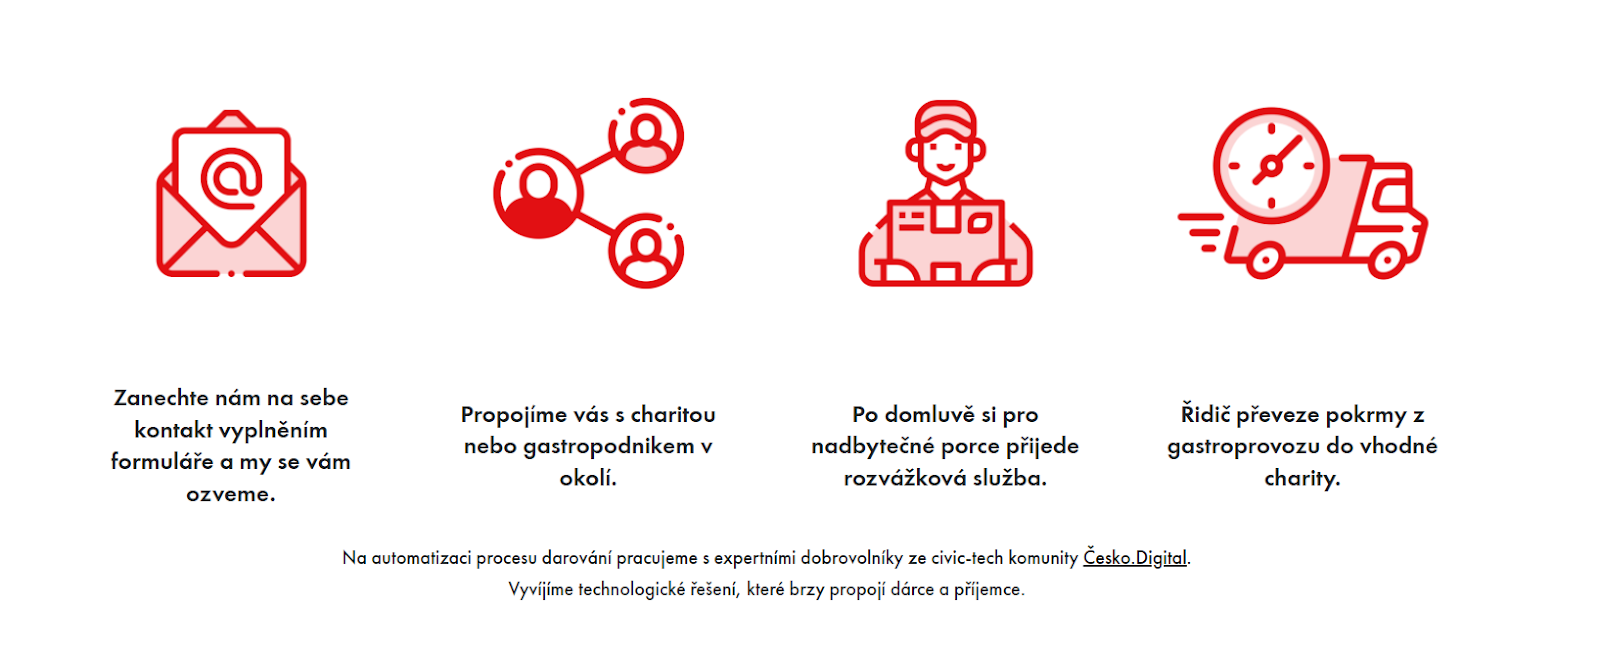 Zanechte nám na sebe
kontakt vyplněním
formuláře a my se vám
ozveme.
Propojíme vás s charitou
nebo gastropodnikem v
okolí.
Po domluvě si pro
nadbytečné porce přijede
rozvážková služba.
Řidič převeze pokrmy z
gastroprovozu do vhodné
charity.
Na automatizaci procesu darování pracujeme s expertními dobrovolníky ze civic-tech komunity Česko.Digital.
Vyvíjíme technologické řešení, které brzy propojí dárce a příjemce.